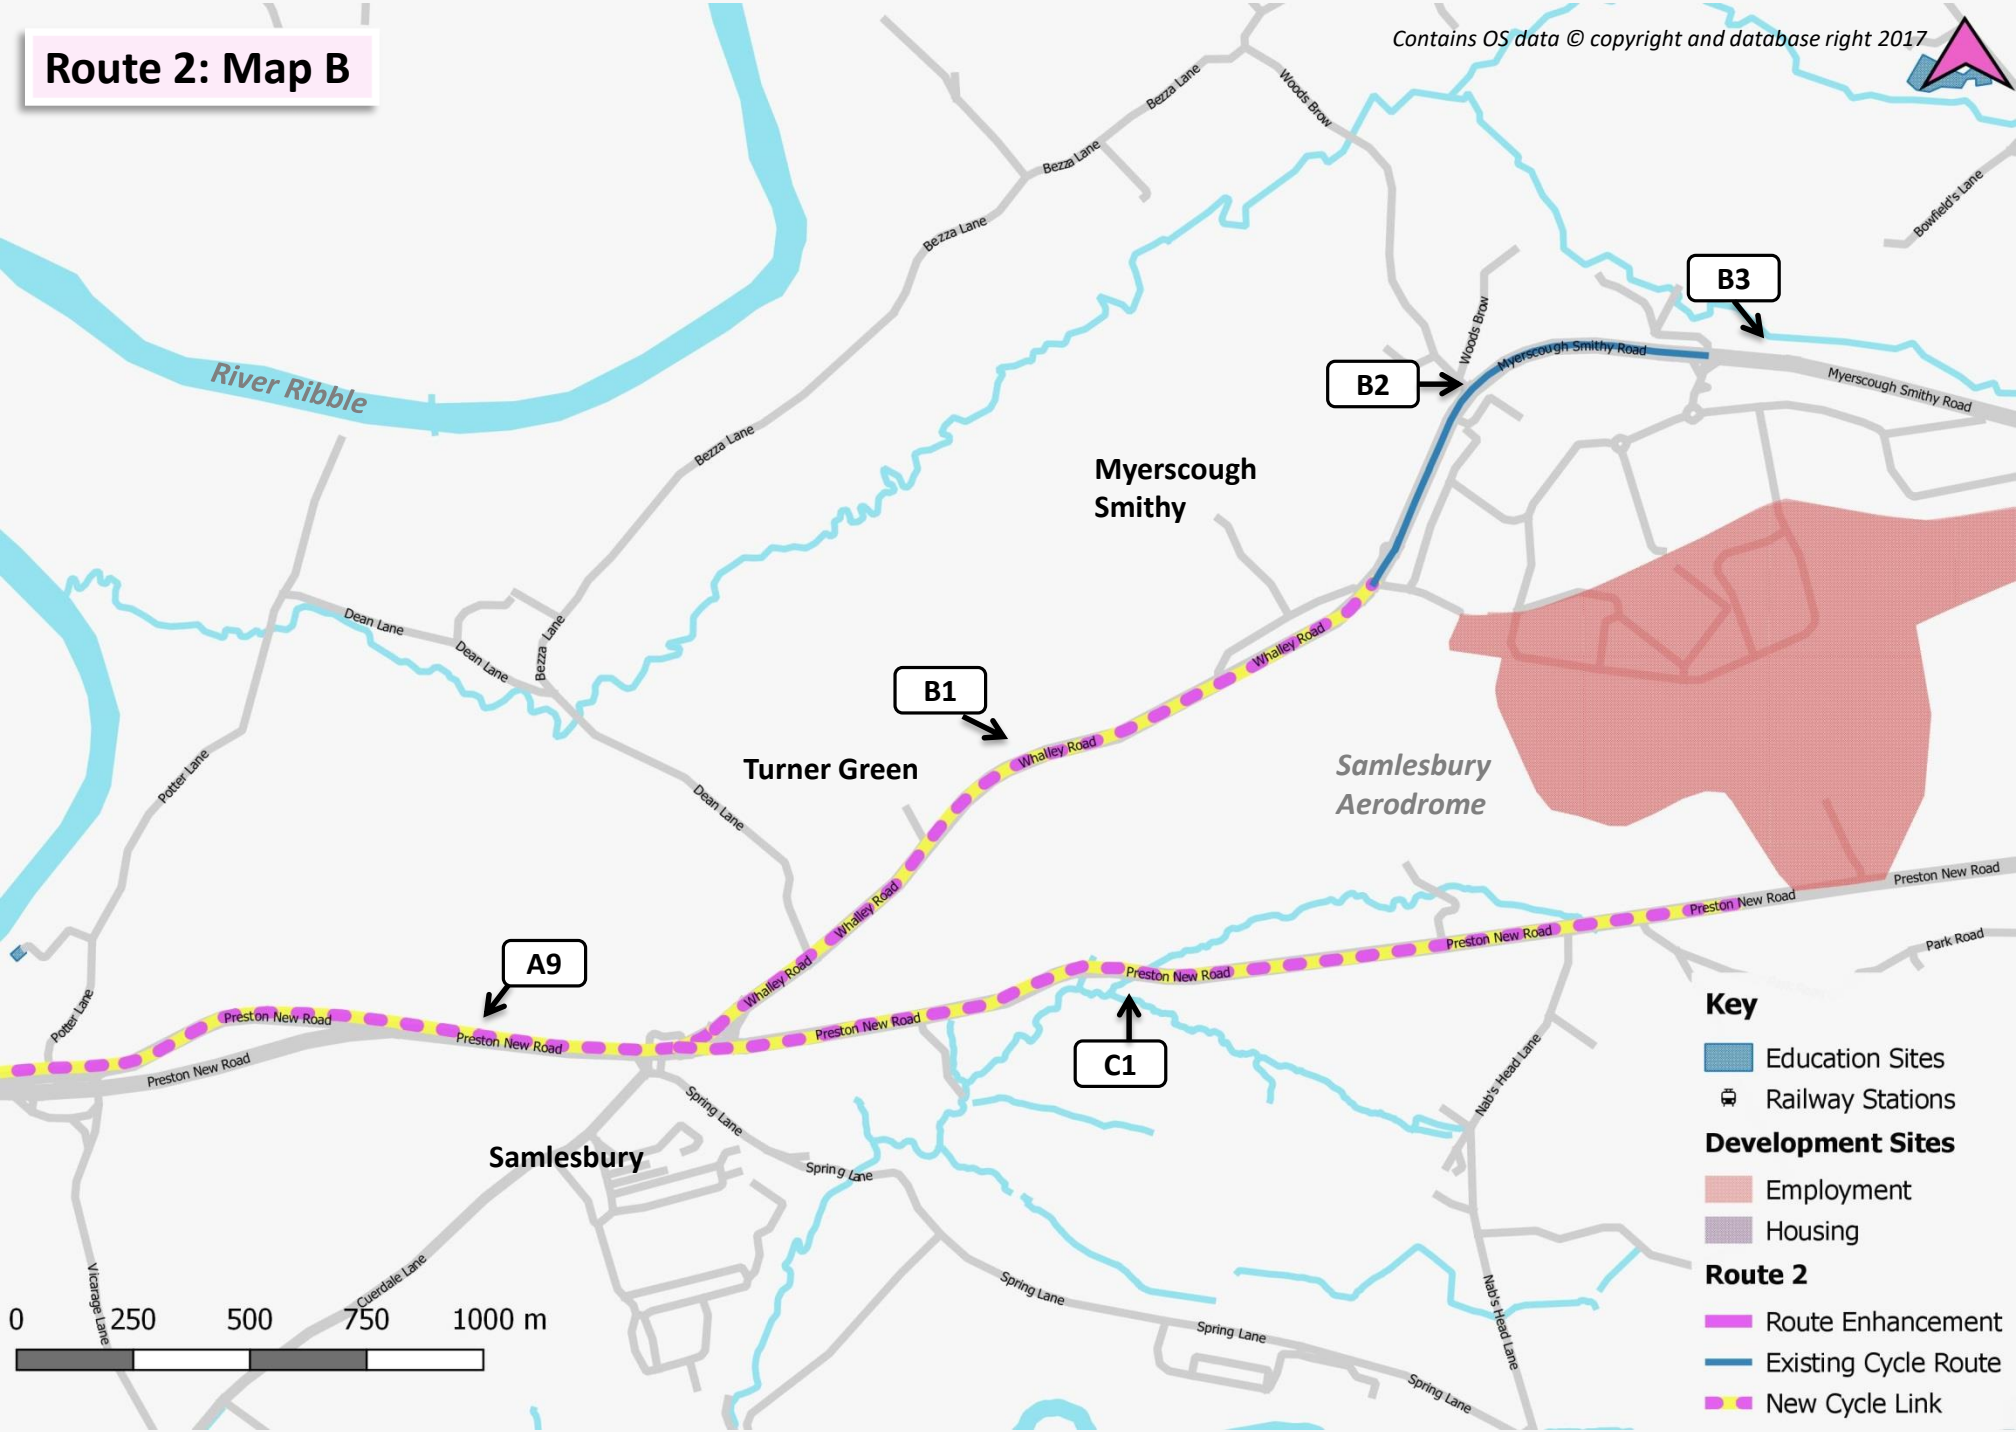 Route 2: Map B
Contains OS data © copyright and database right 2017
Woods Brow
Bezza Lane
Bezza Lane
Bezza Lane
Bowfield's Lane
B3
Woods Brow
Myerscough Smithy Road
Myerscough Smithy Road
B2
River Ribble
Bezza Lane
Myerscough
Smithy
Dean Lane
Dean Lane
Bezza Lane
Whalley Road
B1
Whalley Road
Turner Green
Samlesbury
Aerodrome
Potter Lane
Dean Lane
Whalley Road
Preston New Road
Preston New Road
Preston New Road
Park Road
A9
Whalley Road
Preston New Road
Potter Lane
Preston New Road
Preston New Road
Preston New Road
Preston New Road
C1
Spring Lane
Nab's Head Lane
Samlesbury
Spring Lane
Vicarage Lane
Cuerdale Lane
Spring Lane
Spring Lane
Nab's Head Lane
Spring Lane
0 250 500 750 1000 m
Key
Education Sites
Railway Stations
Development Sites
Employment
Housing
Route 2
Route Enhancement
Existing Cycle Route
New Cycle Link